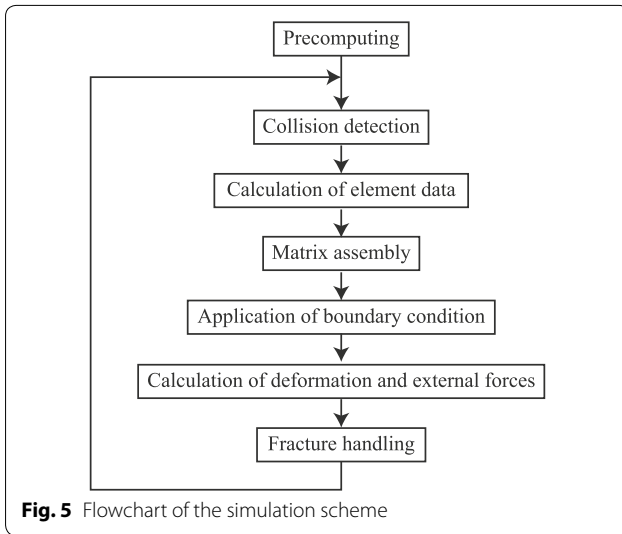 Precomputing
Collision detection
Calculation of element data
Matrix assembly
Application of boundary condition
Calculation of deformation and external forces
Fracture handling
Fig. 5 Flowchart of the simulation scheme